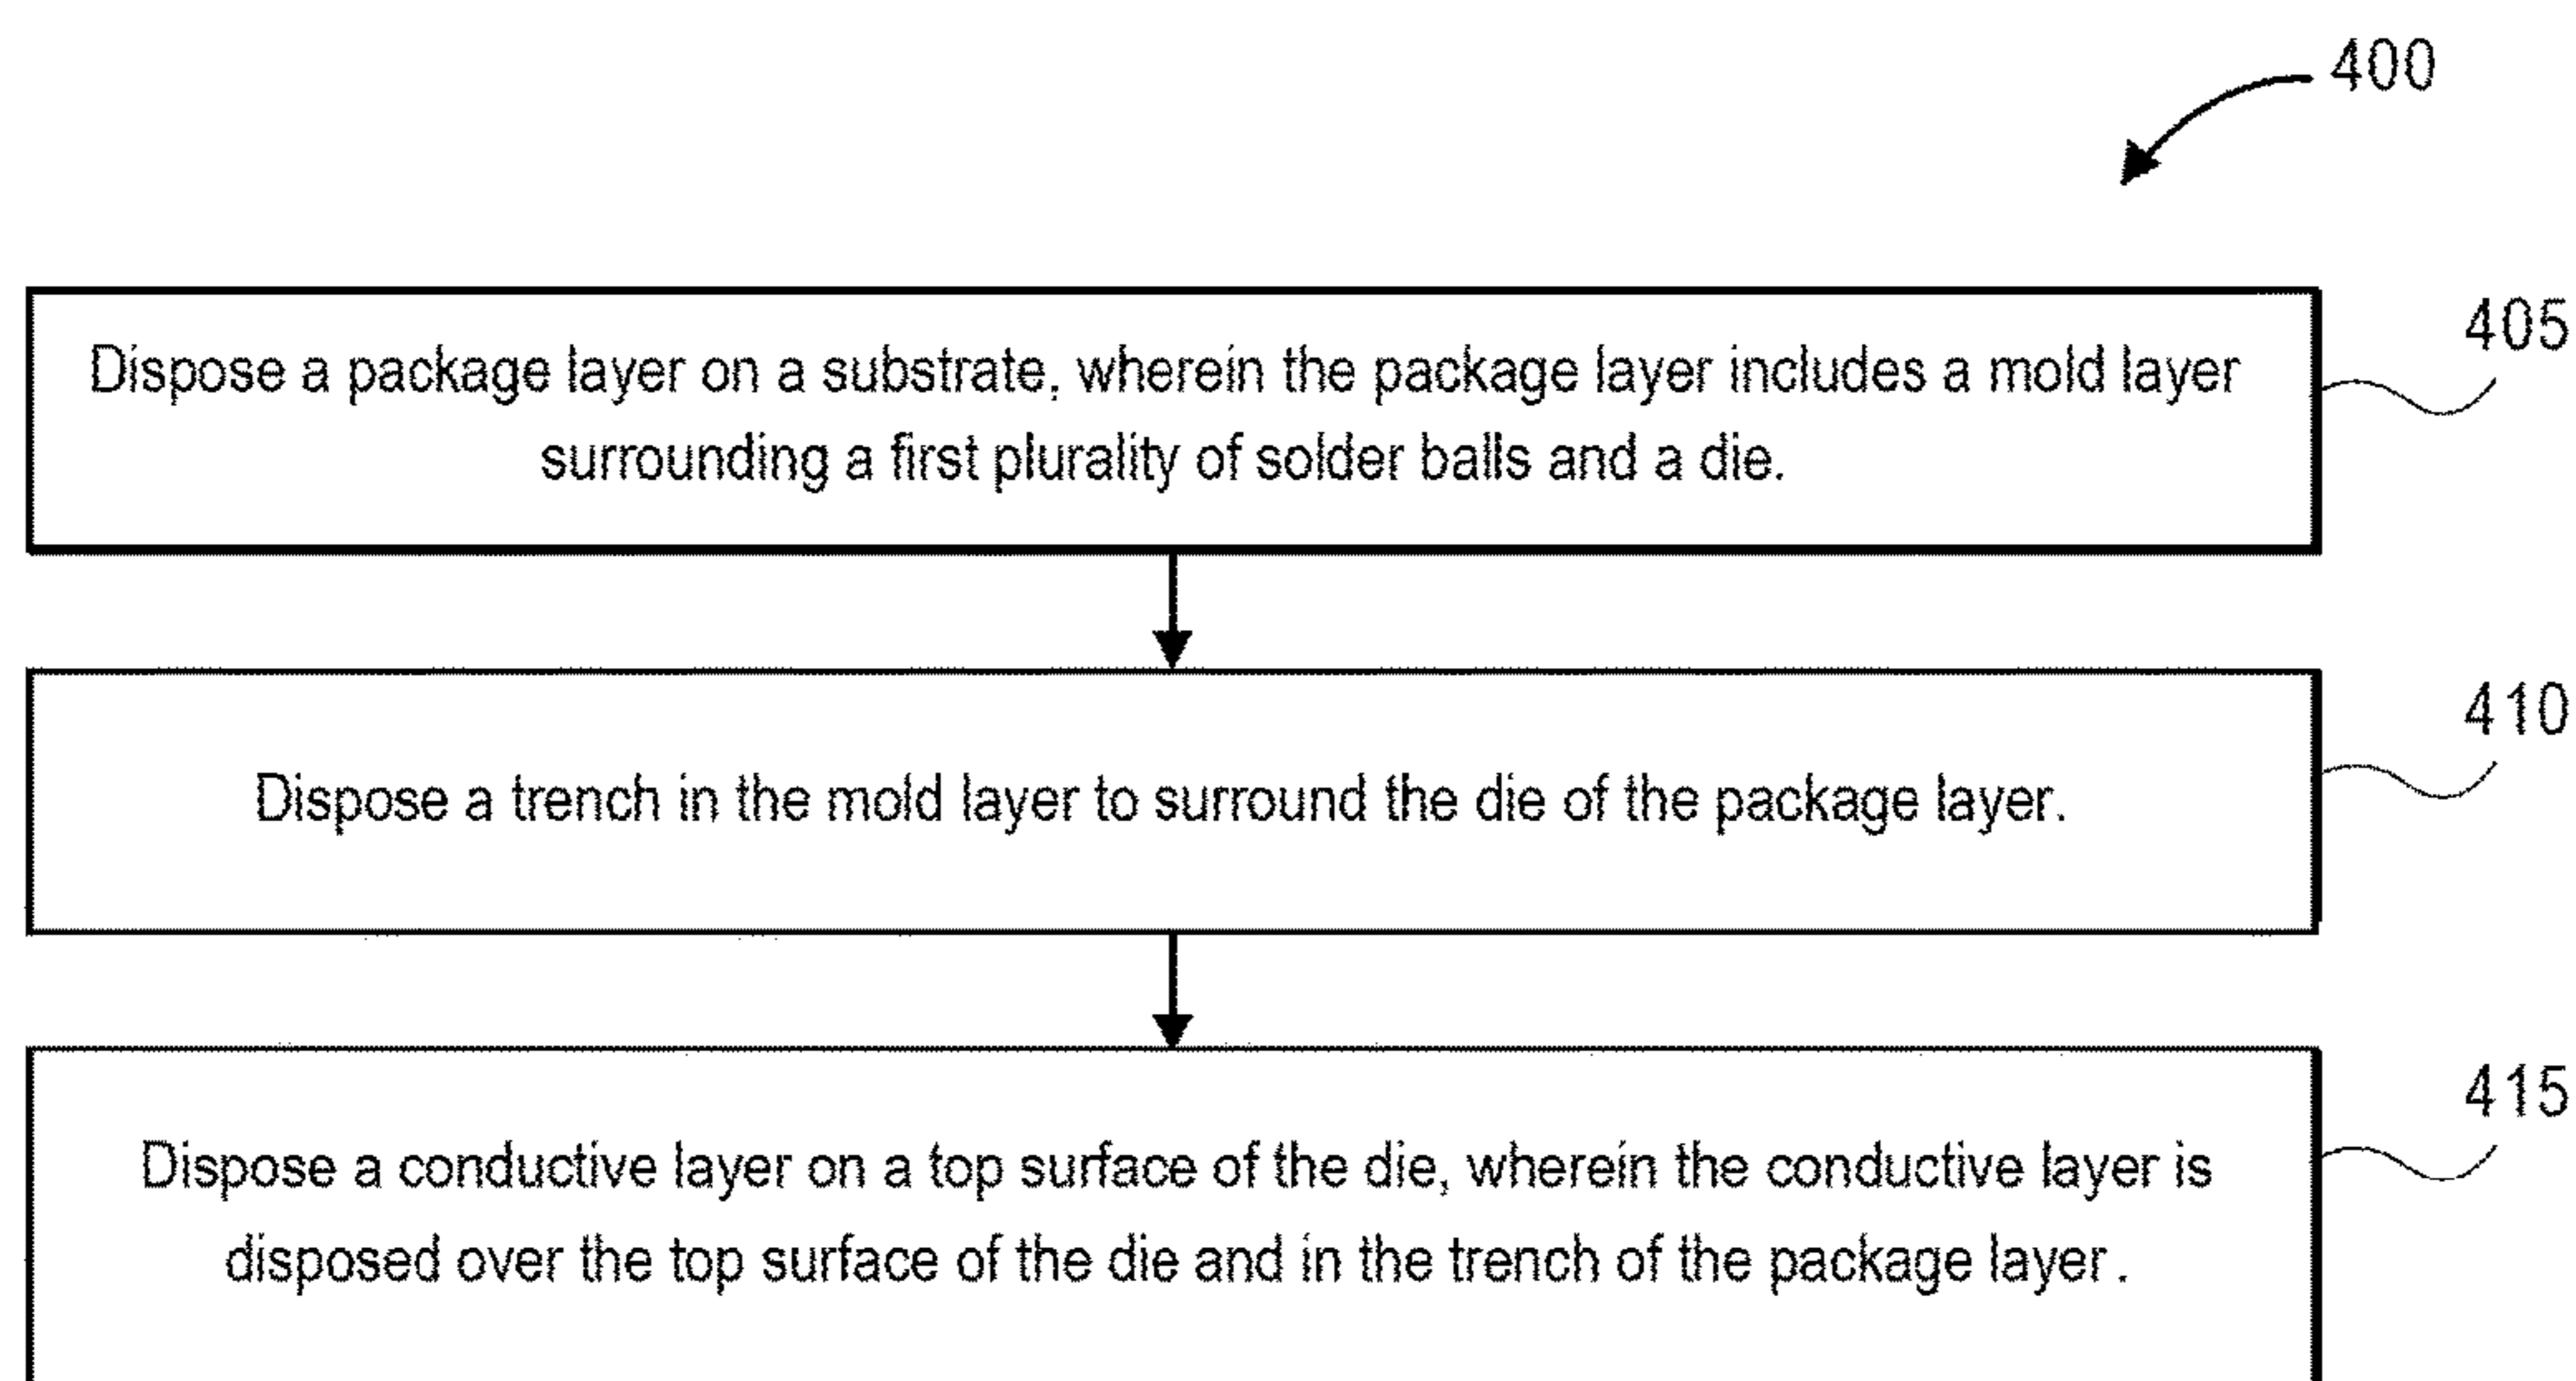 400
Dispose a package layer on a substrate, wherein the package layer includes a mold layer
surrounding a first plurality of solder balls and a die.
405
Dispose a trench in the mold layer to surround the die of the package layer.
410
Dispose a conductive layer on a top surface of the die, wherein the conductive layer is
disposed over the top surface of the die and in the trench of the package layer.
415